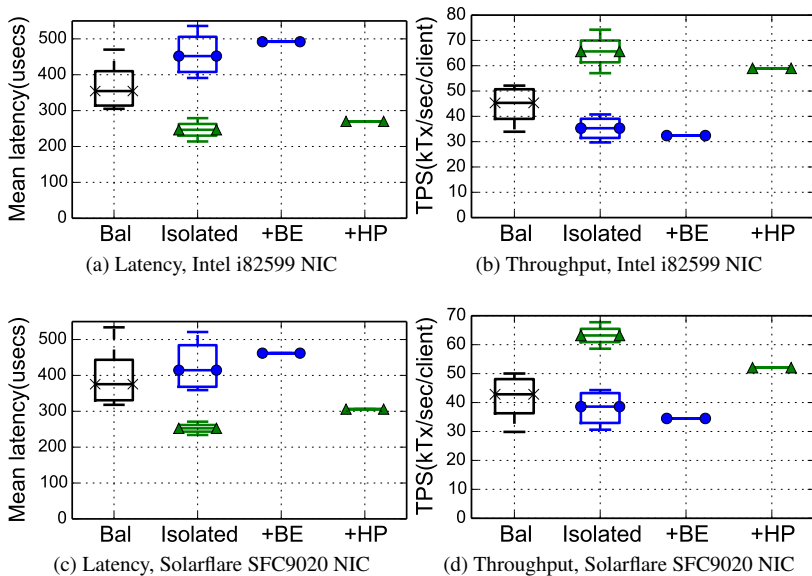 Mean latency(usecs)
500
400
300
200
100
0
Bal Isolated +BE +HP
(a) Latency, Intel i82599 NIC
TPS(kTx/sec/client)
80
70
60
50
40
30
20
10
0
Bal Isolated +BE +HP
(b) Throughput, Intel i82599 NIC
Mean latency(usecs)
500
400
300
200
100
0
Bal Isolated +BE +HP
(c) Latency, Solarflare SFC9020 NIC
TPS(kTx/sec/client)
70
60
50
40
30
20
10
0
Bal Isolated +BE +HP
(d) Throughput, Solarflare SFC9020 NIC